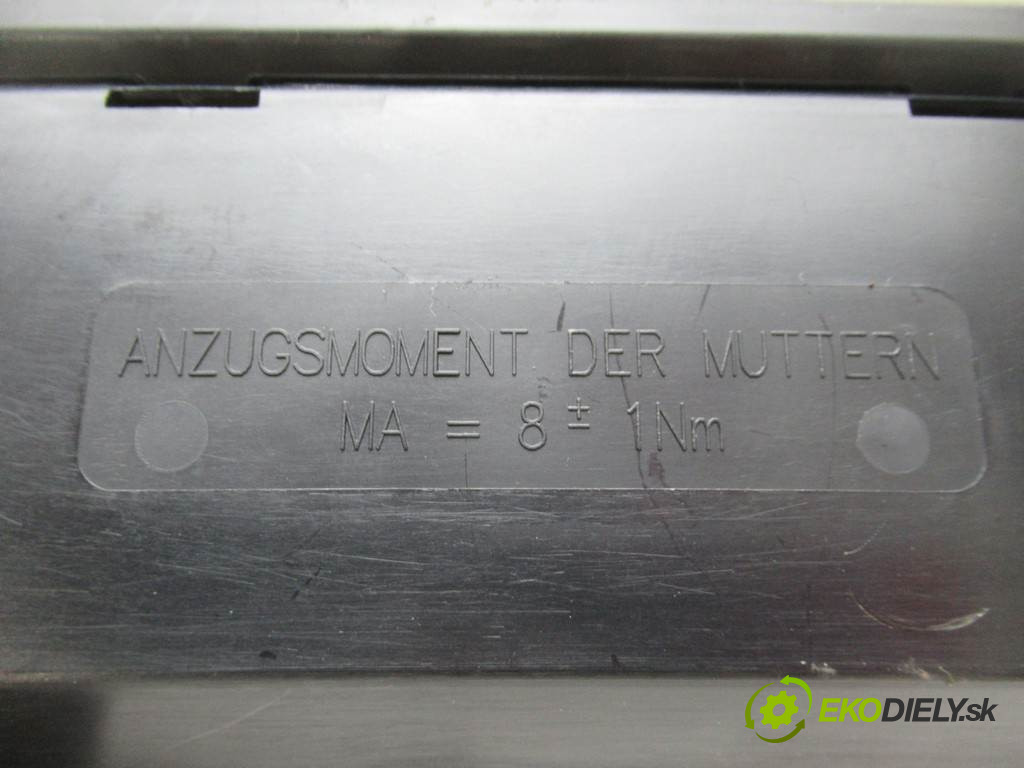 ANZUGSMOMENT DER MUTTERN
MA = 8 ± 1Nm
EKODIELY.sk